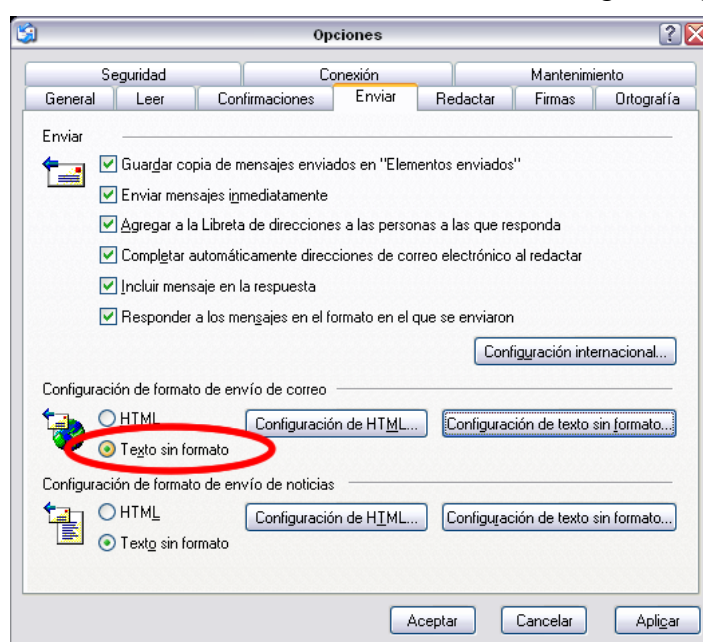 Opciones
Seguridad Conexión Mantenimiento
General Leer Confirmaciones Enviar Redactar Firmas Ortografía
Enviar
Guardar copia de mensajes enviados en "Elementos enviados"
Enviar mensajes inmediatamente
Agregar a la Libreta de direcciones a las personas a las que responda
Completar automáticamente direcciones de correo electrónico al redactar
Incluir mensaje en la respuesta
Responder a los mensajes en el formato en el que se enviaron
Configuración internacional...
Configuración de formato de envío de correo
HTML Configuración de HTML... Configuración de texto sin formato...
Texto sin formato
Configuración de formato de envío de noticias
HTML Configuración de HTML... Configuración de texto sin formato...
Texto sin formato
Aceptar Cancelar Aplicar